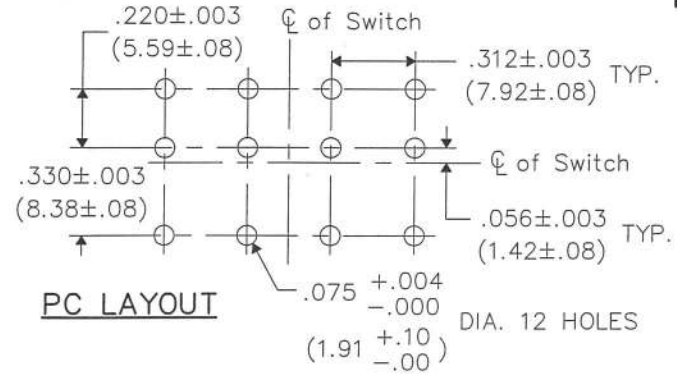 .220±.003
(5.59±.08)
℄ of Switch
.312±.003
(7.92±.08)
TYP.
℄ of Switch
.330±.003
(8.38±.08)
.056±.003
(1.42±.08)
TYP.
PC LAYOUT
.075 +.004 -.000
(1.91 +.10 -.00)
DIA. 12 HOLES